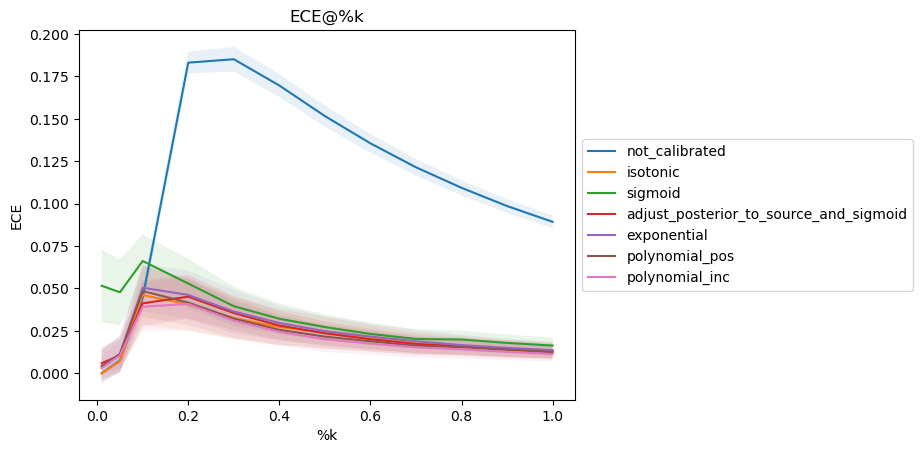 ECE@%k
0.200
0.175
0.150
0.125
0.100
0.075
0.050
0.025
0.000
ECE
0.0
0.2
0.4
0.6
0.8
1.0
%k
not_calibrated
isotonic
sigmoid
adjust_posterior_to_source_and_sigmoid
exponential
polynomial_pos
polynomial_inc